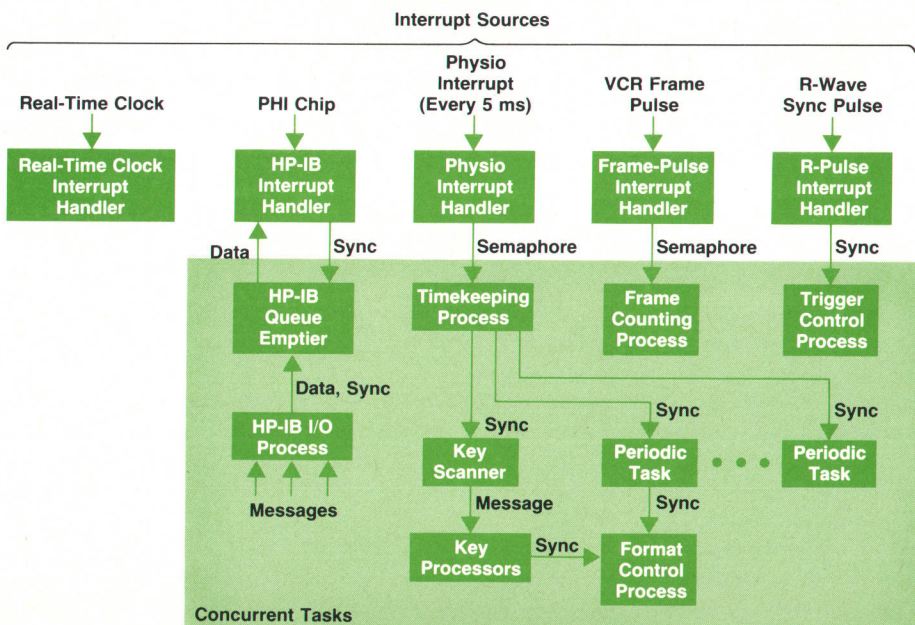 Interrupt Sources
Real-Time Clock
PHI Chip
Physio
Interrupt
(Every 5 ms)
VCR Frame
Pulse
R-Wave
Sync Pulse
Real-Time Clock
Interrupt
Handler
HP-IB
Interrupt
Handler
Physio
Interrupt
Handler
Frame-Pulse
Interrupt
Handler
R-Pulse
Interrupt
Handler
Data
Sync
Semaphore
Semaphore
Sync
HP-IB
Queue
Emptier
Timekeeping
Process
Frame
Counting
Process
Trigger
Control
Process
Data, Sync
Sync
Sync
Sync
HP-IB I/O
Process
Key
Scanner
Periodic
Task
Periodic
Task
Messages
Message
Sync
Key
Processors
Sync
Format
Control
Process
Concurrent Tasks